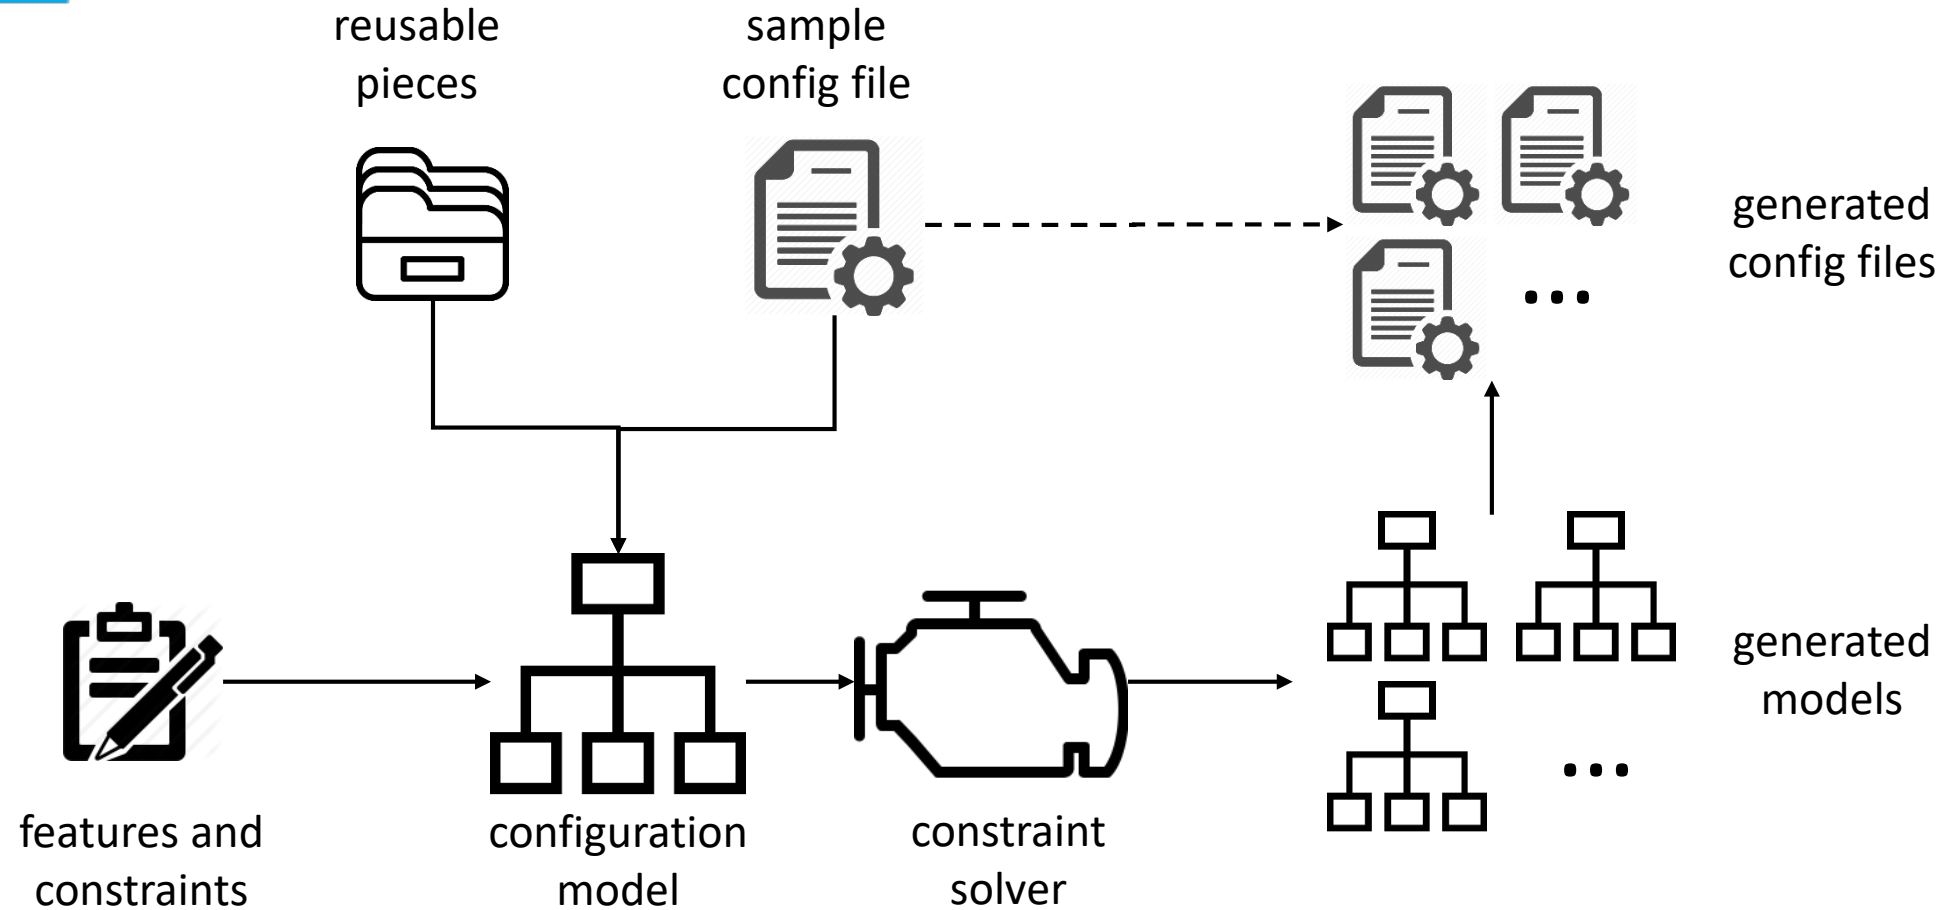 reusable
pieces
sample
config file
generated
config files
generated
models
features and
constraints
configuration
model
constraint
solver